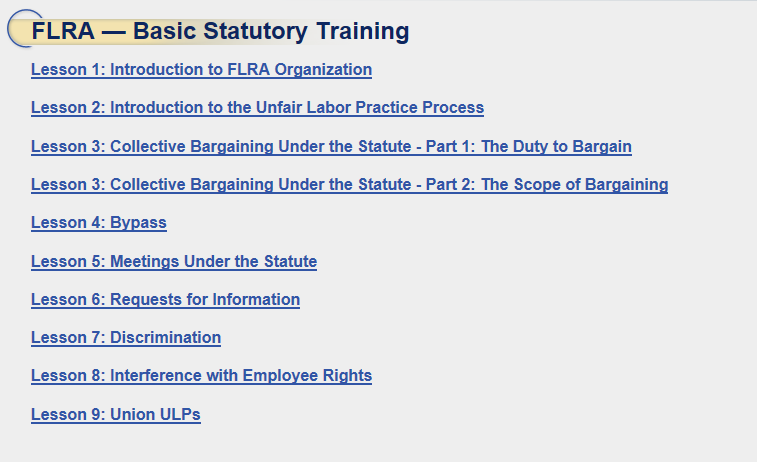 FLRA — Basic Statutory Training
Lesson 1: Introduction to FLRA Organization
Lesson 2: Introduction to the Unfair Labor Practice Process
Lesson 3: Collective Bargaining Under the Statute - Part 1: The Duty to Bargain
Lesson 3: Collective Bargaining Under the Statute - Part 2: The Scope of Bargaining
Lesson 4: Bypass
Lesson 5: Meetings Under the Statute
Lesson 6: Requests for Information
Lesson 7: Discrimination
Lesson 8: Interference with Employee Rights
Lesson 9: Union ULPs